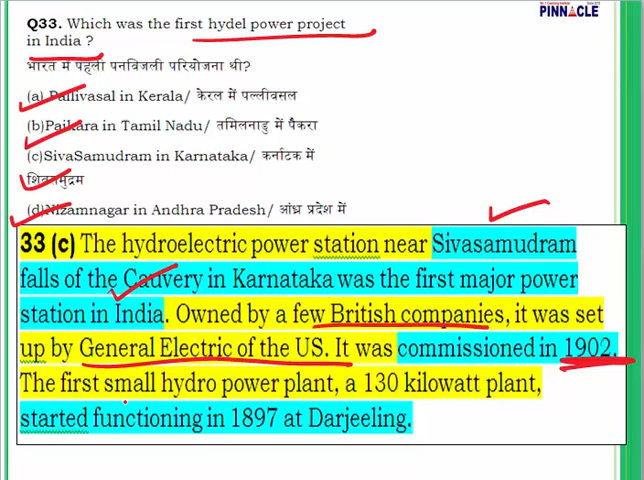 PINNACLE
Q33. Which was the first hydel power project
in India ?
भारत में पहली पनबिजली परियोजना थी?
(a) Pallivasal in Kerala/ केरल में पल्लीवसल
(b)Paikara in Tamil Nadu/ तमिलनाडु में पैकरा
(c)SivaSamudram in Karnataka/ कर्नाटक में
शिवसमुद्रम
(d)Nizamnagar in Andhra Pradesh/ आंध्र प्रदेश में
33 (c) The hydroelectric power station near Sivasamudram
falls of the Cauvery in Karnataka was the first major power
station in India. Owned by a few British companies, it was set
up by General Electric of the US. It was commissioned in 1902.
The first small hydro power plant, a 130 kilowatt plant,
started functioning in 1897 at Darjeeling.